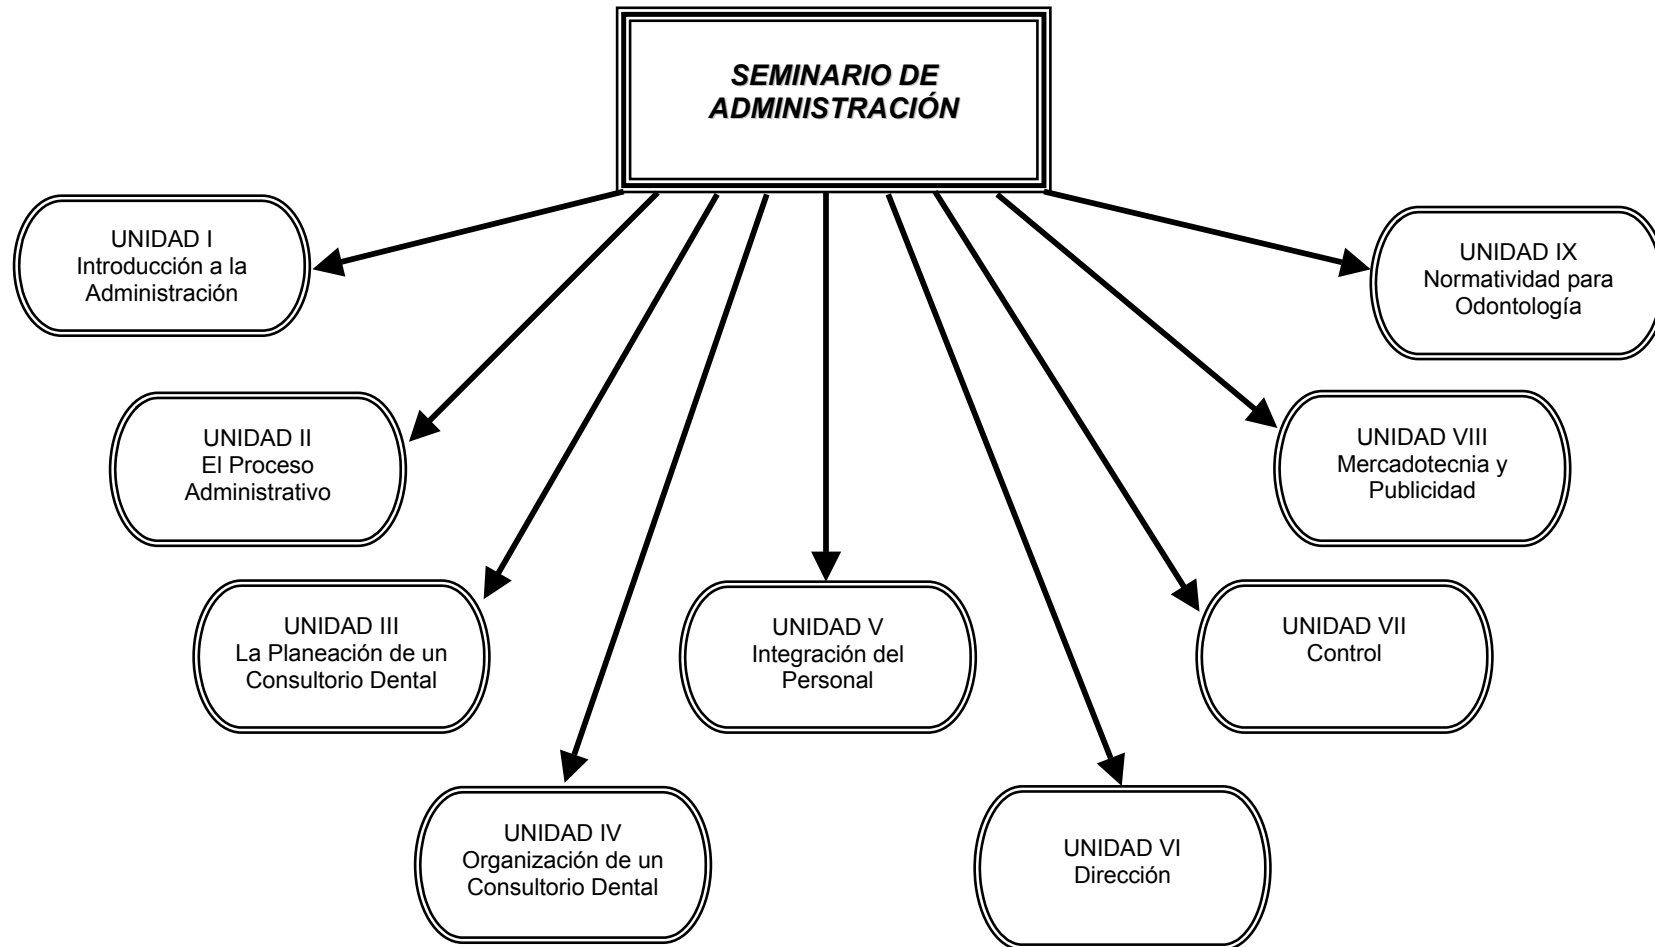 SEMINARIO DE
ADMINISTRACIÓN
UNIDAD I
Introducción a la
Administración
UNIDAD II
El Proceso
Administrativo
UNIDAD III
La Planeación de un
Consultorio Dental
UNIDAD IV
Organización de un
Consultorio Dental
UNIDAD V
Integración del
Personal
UNIDAD VI
Dirección
UNIDAD VII
Control
UNIDAD VIII
Mercadotecnia y
Publicidad
UNIDAD IX
Normatividad para
Odontología